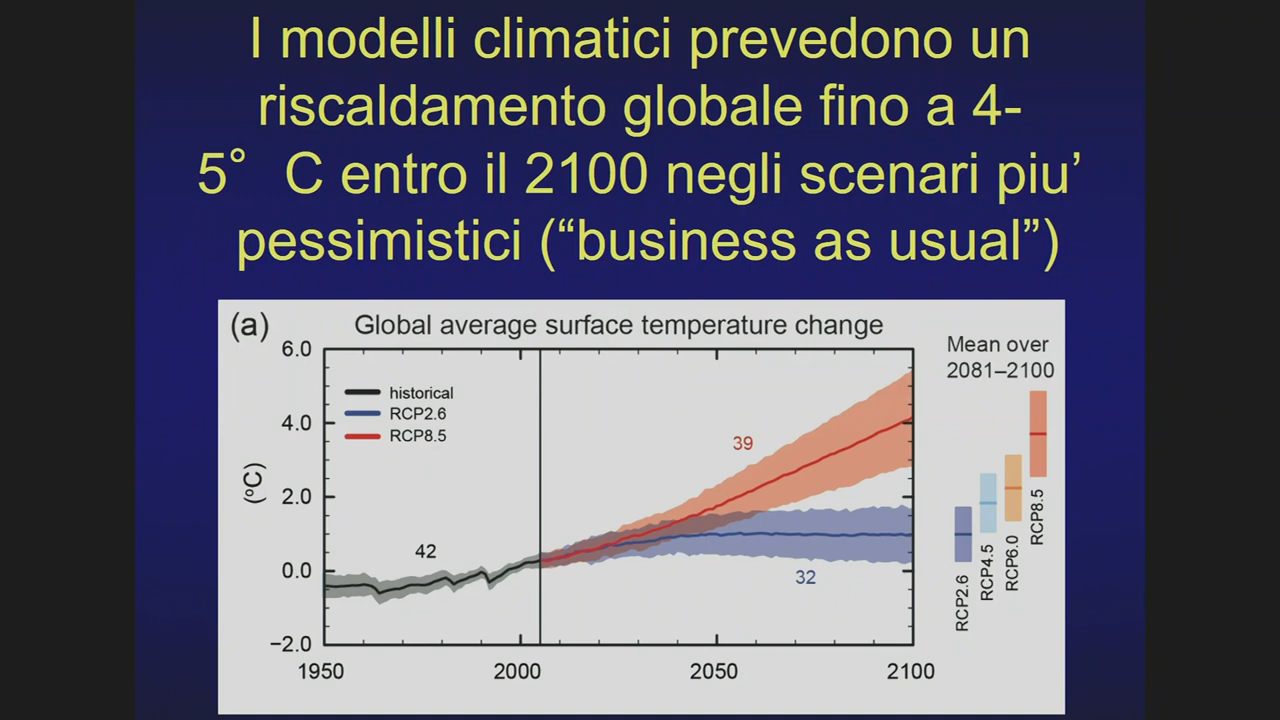 I modelli climatici prevedono un
riscaldamento globale fino a 4-
5° C entro il 2100 negli scenari piu’
pessimistici (“business as usual”)
(a) Global average surface temperature change
Mean over
2081–2100
6.0
4.0
2.0
0.0
−2.0
(°C)
historical
RCP2.6
RCP8.5
39
42
32
1950 2000 2050 2100
RCP2.6
RCP4.5
RCP6.0
RCP8.5